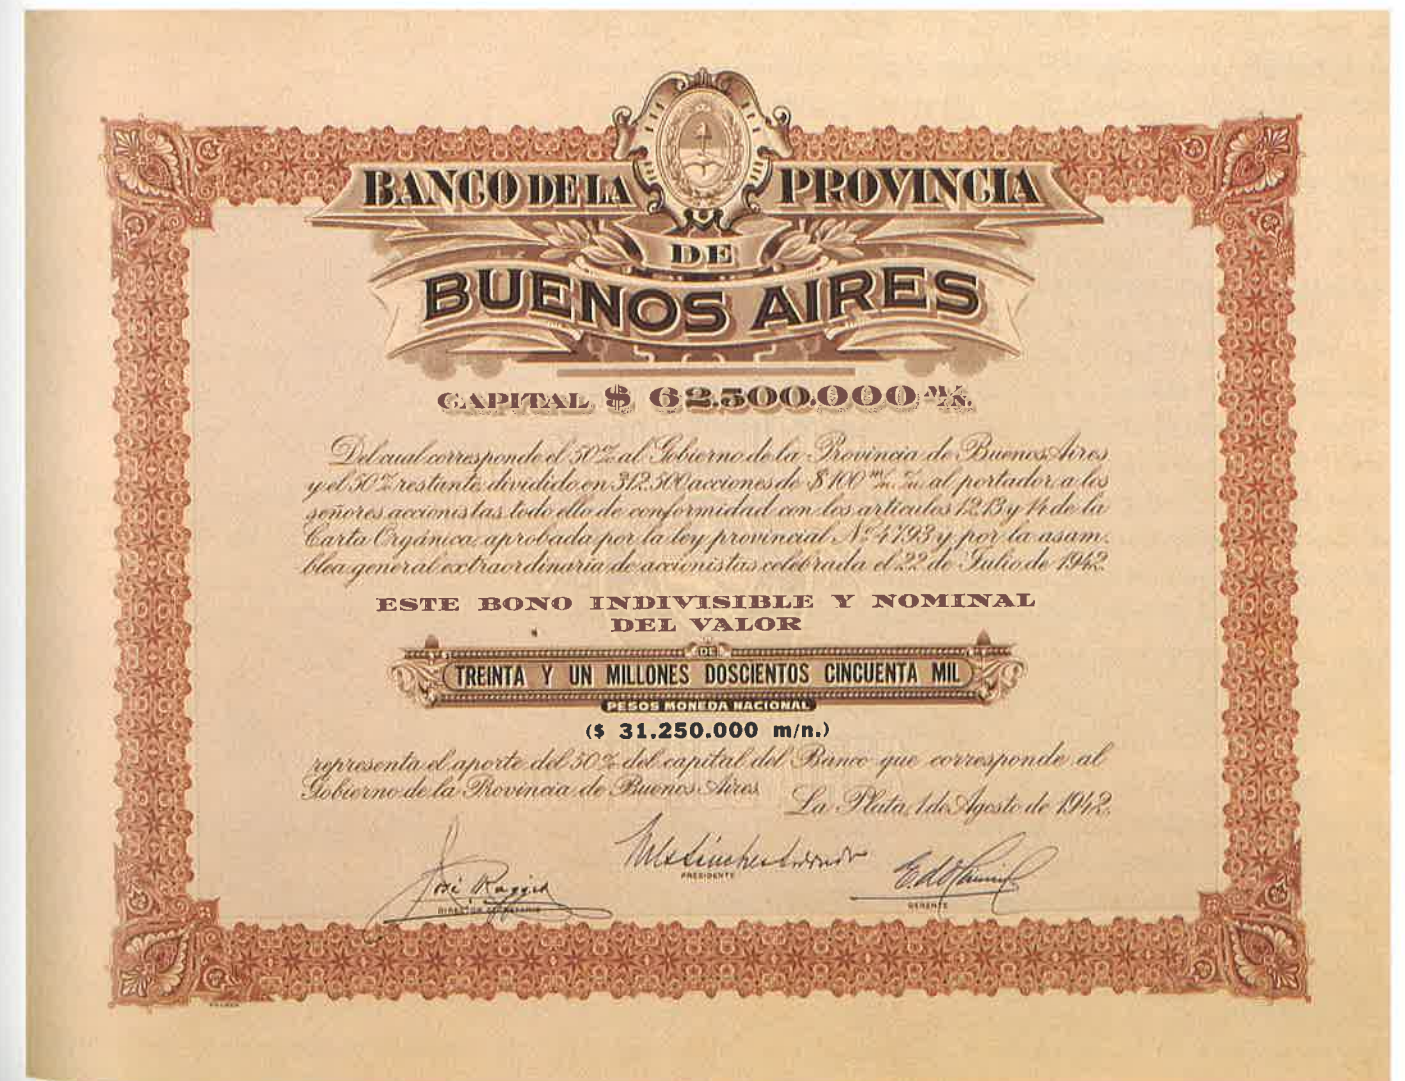 BANCO DE LA PROVINCIA
DE
BUENOS AIRES
CAPITAL $ 62.500.000 m/n.
Del cual corresponde el 50% al Gobierno de la Provincia de Buenos Aires
y el 50% restante, dividido en 312.500 acciones de $100 m/n. c/u. al portador a los
señores accionistas, todo ello de conformidad con los artículos 12, 13 y 14 de la
Carta Orgánica, aprobada por la ley provincial Nº 4793 y por la asam-
blea general extraordinaria de accionistas celebrada el 22 de Julio de 1942.
ESTE BONO INDIVISIBLE Y NOMINAL
DEL VALOR
DE
TREINTA Y UN MILLONES DOSCIENTOS CINCUENTA MIL
PESOS MONEDA NACIONAL
($ 31.250.000 m/n.)
representa el aporte del 50% del capital del Banco que corresponde al
Gobierno de la Provincia de Buenos Aires.
La Plata, 1 de Agosto de 1942.
José
PRESIDENTE
DIRECTOR SECRETARIO
GERENTE